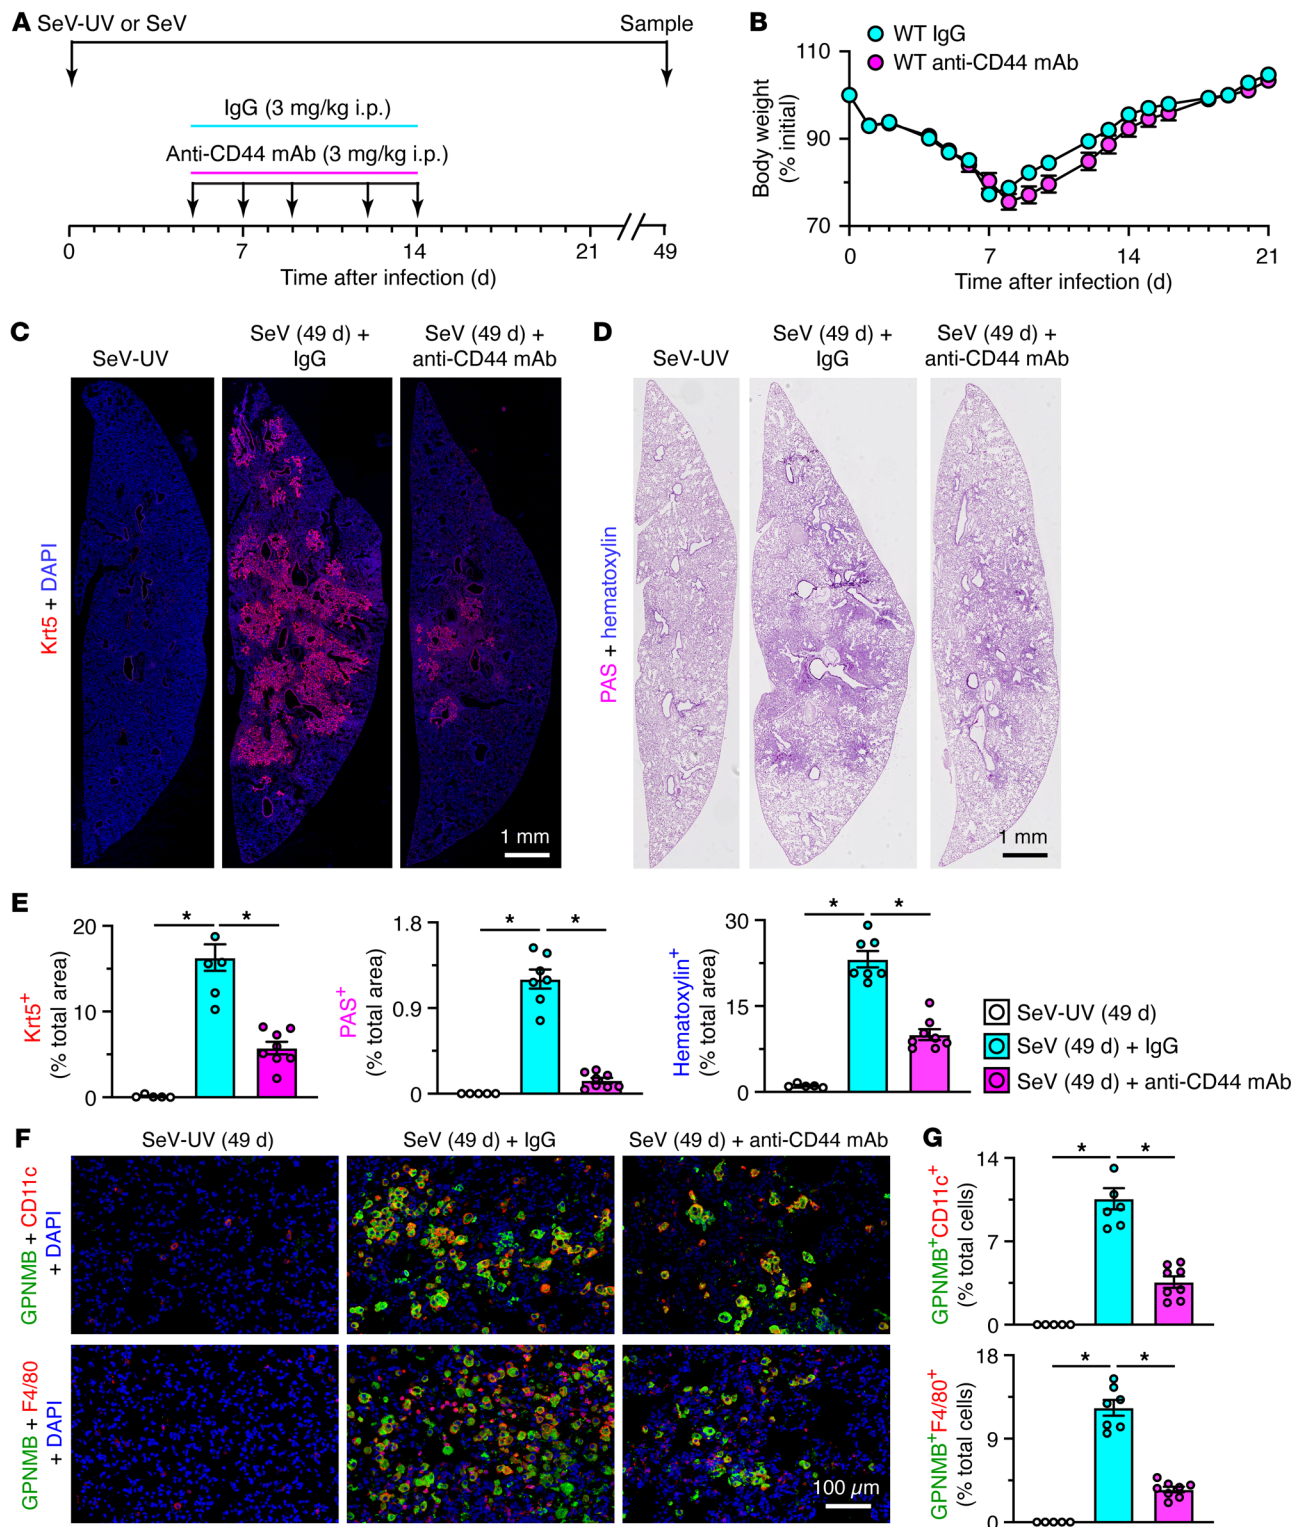 A
SeV-UV or SeV
Sample
IgG (3 mg/kg i.p.)
Anti-CD44 mAb (3 mg/kg i.p.)
0 7 14 21 49
Time after infection (d)
B
WT IgG
WT anti-CD44 mAb
110
90
70
Body weight
(% initial)
0 7 14 21
Time after infection (d)
C
SeV-UV
SeV (49 d) +
IgG
SeV (49 d) +
anti-CD44 mAb
Krt5 + DAPI
1 mm
D
SeV-UV
SeV (49 d) +
IgG
SeV (49 d) +
anti-CD44 mAb
PAS + hematoxylin
1 mm
E
Krt5+
(% total area)
20
10
0
* *
PAS+
(% total area)
1.8
0.9
0
* *
Hematoxylin+
(% total area)
30
15
0
* *
SeV-UV (49 d)
SeV (49 d) + IgG
SeV (49 d) + anti-CD44 mAb
F
SeV-UV (49 d)
SeV (49 d) + IgG
SeV (49 d) + anti-CD44 mAb
GPNMB + CD11c
+ DAPI
GPNMB + F4/80
+ DAPI
100 µm
G
GPNMB+CD11c+
(% total cells)
14
7
0
* *
GPNMB+F4/80+
(% total cells)
18
9
0
* *